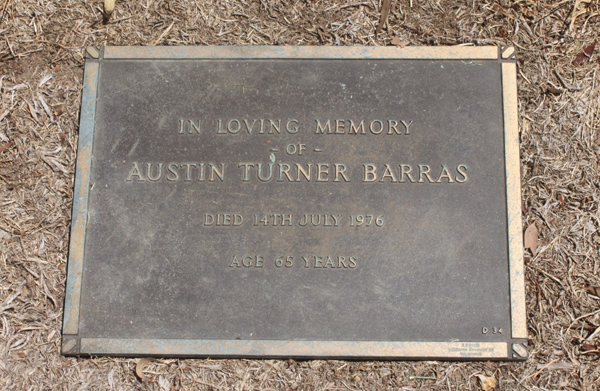 IN LOVING MEMORY
- OF -
AUSTIN TURNER BARRAS
DIED 14TH JULY 1976
AGE 65 YEARS
D 34